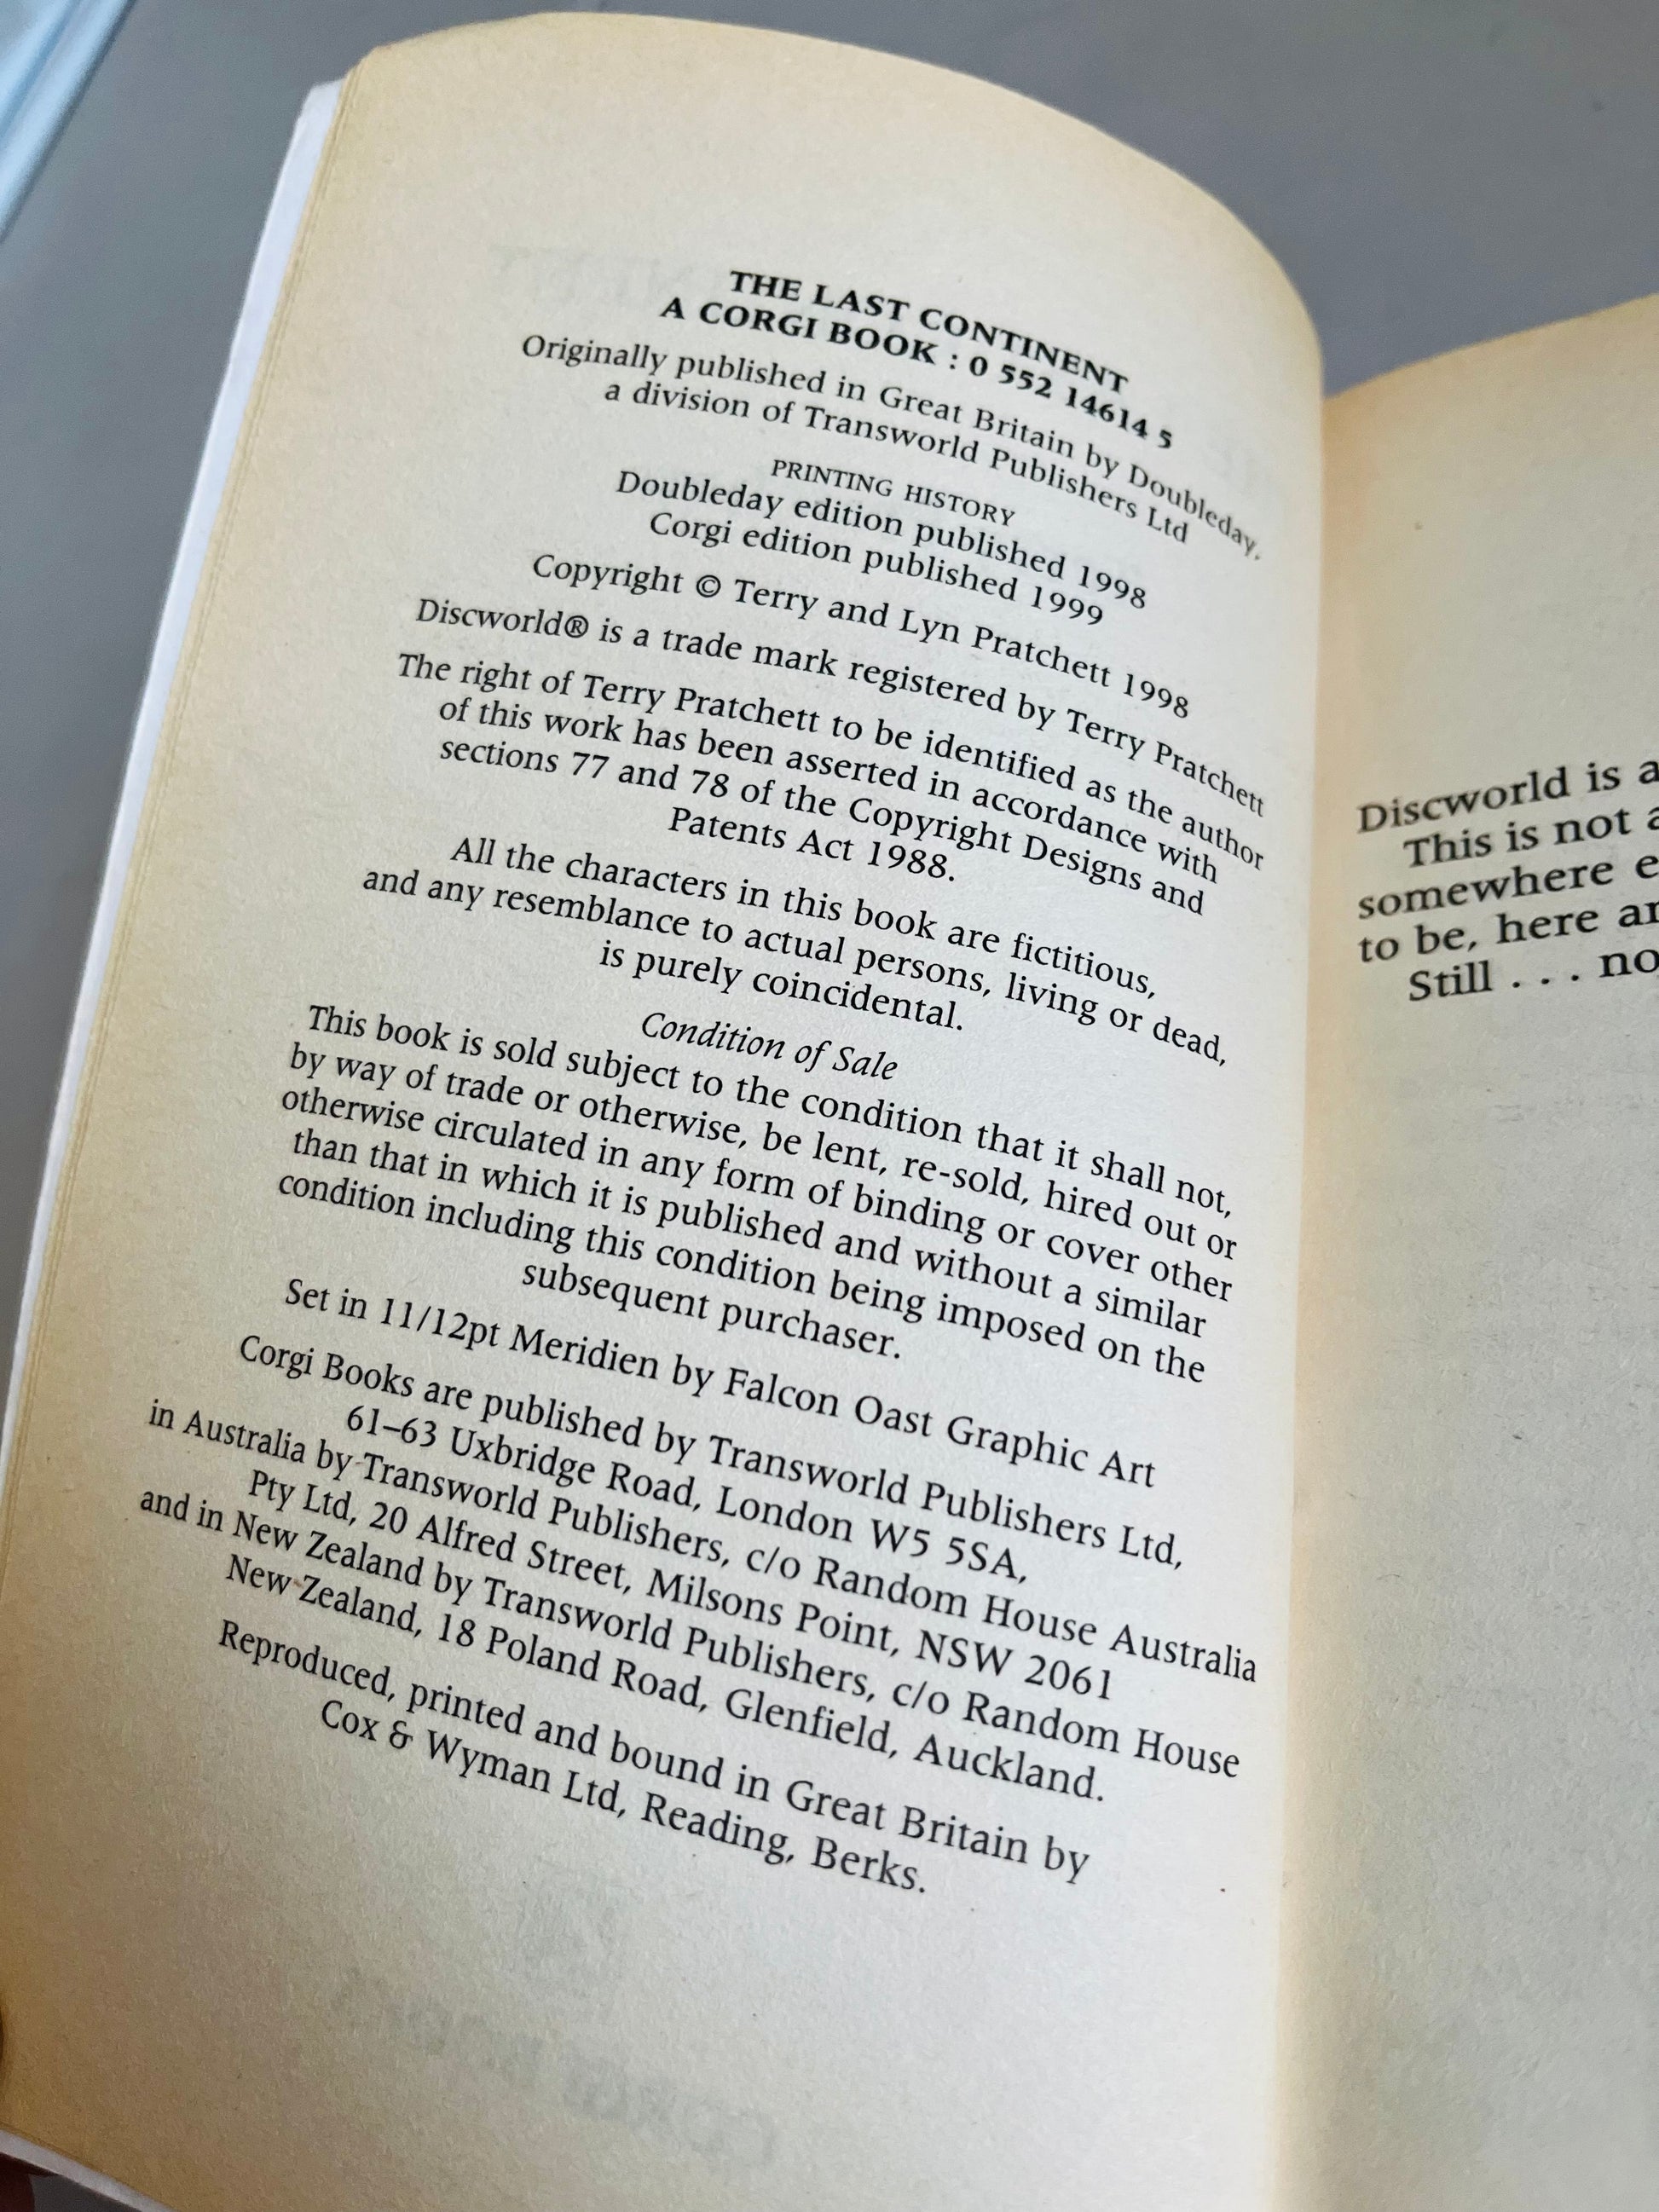 THE LAST CONTINENT
A CORGI BOOK : 0 552 14614 5
Originally published in Great Britain by Doubleday,
a division of Transworld Publishers Ltd
PRINTING HISTORY
Doubleday edition published 1998
Corgi edition published 1999
Copyright © Terry and Lyn Pratchett 1998
Discworld® is a trade mark registered by Terry Pratchett
The right of Terry Pratchett to be identified as the author
of this work has been asserted in accordance with
sections 77 and 78 of the Copyright Designs and
Patents Act 1988.
All the characters in this book are fictitious,
and any resemblance to actual persons, living or dead,
is purely coincidental.
Condition of Sale
This book is sold subject to the condition that it shall not,
by way of trade or otherwise, be lent, re-sold, hired out or
otherwise circulated in any form of binding or cover other
than that in which it is published and without a similar
condition including this condition being imposed on the
subsequent purchaser.
Set in 11/12pt Meridien by Falcon Oast Graphic Art
Corgi Books are published by Transworld Publishers Ltd,
61–63 Uxbridge Road, London W5 5SA,
in Australia by Transworld Publishers, c/o Random House Australia
Pty Ltd, 20 Alfred Street, Milsons Point, NSW 2061
and in New Zealand by Transworld Publishers, c/o Random House
New Zealand, 18 Poland Road, Glenfield, Auckland.
Reproduced, printed and bound in Great Britain by
Cox & Wyman Ltd, Reading, Berks.
Discworld is a
This is not a
somewhere e
to be, here an
Still . . . no